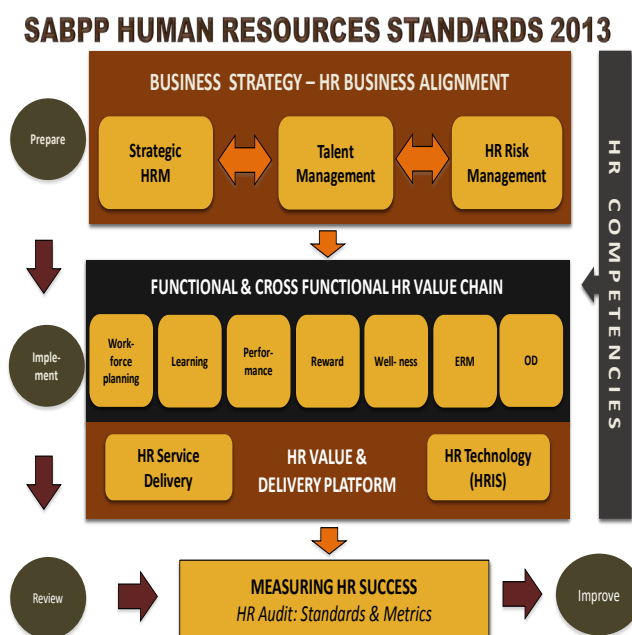 SABPP HUMAN RESOURCES STANDARDS 2013
BUSINESS STRATEGY – HR BUSINESS ALIGNMENT
Prepare
Strategic
HRM
Talent
Management
HR Risk
Management
HR COMPETENCIES
FUNCTIONAL & CROSS FUNCTIONAL HR VALUE CHAIN
Imple-
ment
Work-
force
planning
Learning
Perfor-
mance
Reward
Well- ness
ERM
OD
HR Service
Delivery
HR VALUE &
DELIVERY PLATFORM
HR Technology
(HRIS)
Review
MEASURING HR SUCCESS
HR Audit: Standards & Metrics
Improve